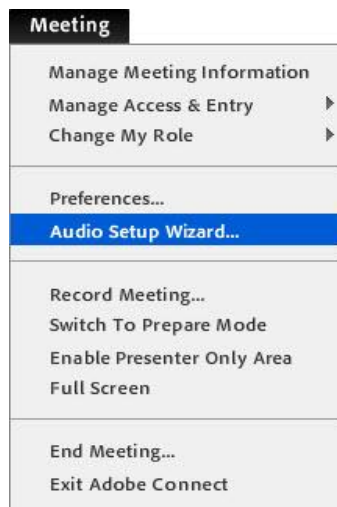 Meeting
Manage Meeting Information
Manage Access & Entry
Change My Role
Preferences...
Audio Setup Wizard...
Record Meeting...
Switch To Prepare Mode
Enable Presenter Only Area
Full Screen
End Meeting...
Exit Adobe Connect